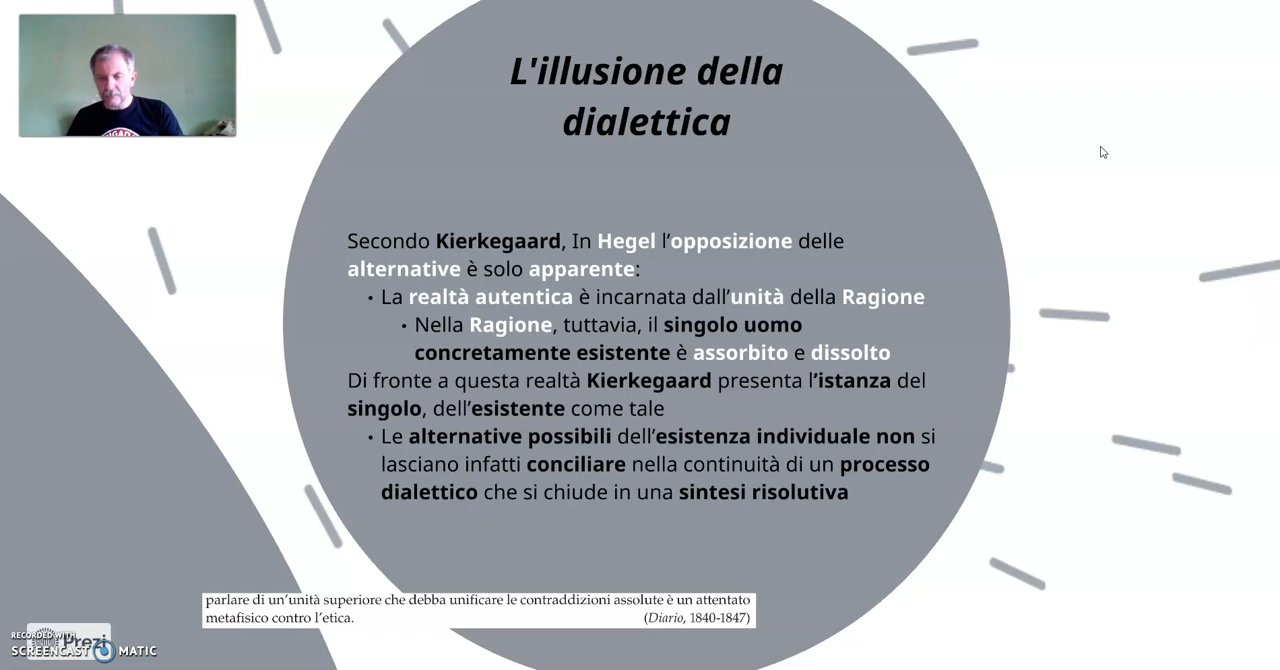 L'illusione della
dialettica
Secondo Kierkegaard, In Hegel l’opposizione delle
alternative è solo apparente:
• La realtà autentica è incarnata dall’unità della Ragione
• Nella Ragione, tuttavia, il singolo uomo
concretamente esistente è assorbito e dissolto
Di fronte a questa realtà Kierkegaard presenta l’istanza del
singolo, dell’esistente come tale
• Le alternative possibili dell’esistenza individuale non si
lasciano infatti conciliare nella continuità di un processo
dialettico che si chiude in una sintesi risolutiva
parlare di un’unità superiore che debba unificare le contraddizioni assolute è un attentato
metafisico contro l’etica. (Diario, 1840-1847)
Prezi
RECORDED WITH
SCREENCAST MATIC